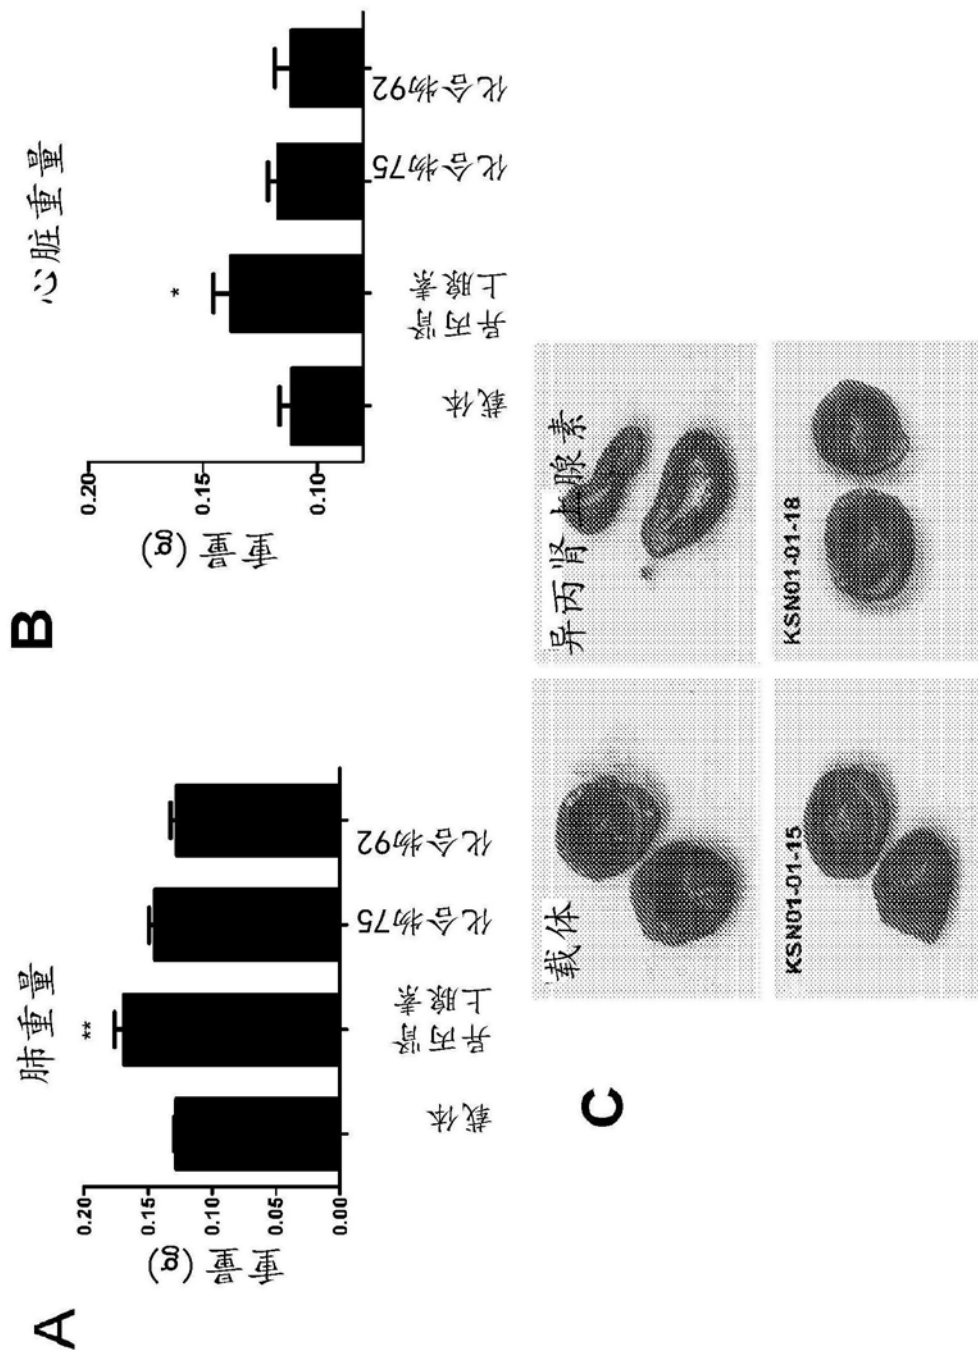 A
肺重量
重量 (g)
0.20
0.15
0.10
0.05
0.00
**
载体
异丙肾
上腺素
化合物75
化合物92
B
心脏重量
重量 (g)
0.20
0.15
0.10
*
载体
异丙肾
上腺素
化合物75
化合物92
C
载体
异丙肾上腺素
KSN01-01-15
KSN01-01-18